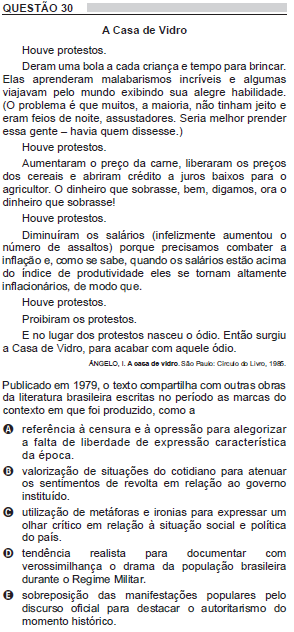 QUESTÃO 30
A Casa de Vidro
Houve protestos.
Deram uma bola a cada criança e tempo para brincar.
Elas aprenderam malabarismos incríveis e algumas
viajavam pelo mundo exibindo sua alegre habilidade.
(O problema é que muitos, a maioria, não tinham jeito e
eram feios de noite, assustadores. Seria melhor prender
essa gente – havia quem dissesse.)
Houve protestos.
Aumentaram o preço da carne, liberaram os preços
dos cereais e abriram crédito a juros baixos para o
agricultor. O dinheiro que sobrasse, bem, digamos, ora o
dinheiro que sobrasse!
Houve protestos.
Diminuíram os salários (infelizmente aumentou o
número de assaltos) porque precisamos combater a
inflação e, como se sabe, quando os salários estão acima
do índice de produtividade eles se tornam altamente
inflacionários, de modo que.
Houve protestos.
Proibiram os protestos.
E no lugar dos protestos nasceu o ódio. Então surgiu
a Casa de Vidro, para acabar com aquele ódio.
ÂNGELO, I. A casa de vidro. São Paulo: Círculo do Livro, 1985.
Publicado em 1979, o texto compartilha com outras obras
da literatura brasileira escritas no período as marcas do
contexto em que foi produzido, como a
A referência à censura e à opressão para alegorizar
a falta de liberdade de expressão característica
da época.
B valorização de situações do cotidiano para atenuar
os sentimentos de revolta em relação ao governo
instituído.
C utilização de metáforas e ironias para expressar um
olhar crítico em relação à situação social e política
do país.
D tendência realista para documentar com
verossimilhança o drama da população brasileira
durante o Regime Militar.
E sobreposição das manifestações populares pelo
discurso oficial para destacar o autoritarismo do
momento histórico.